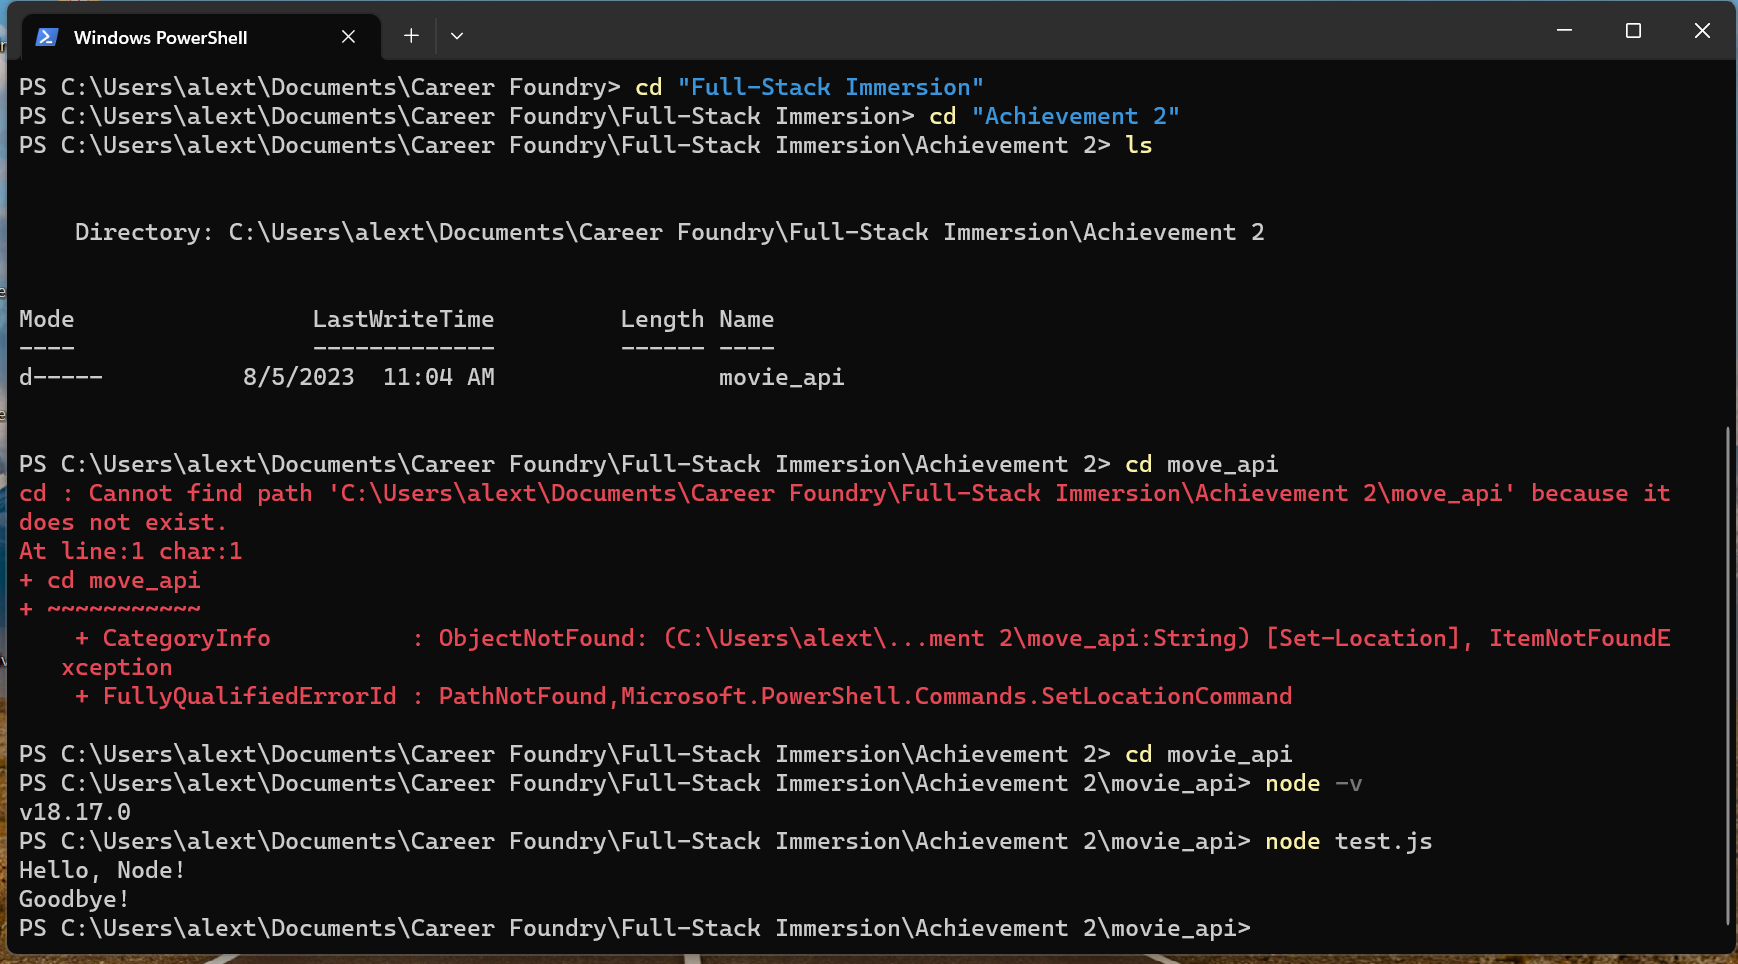 Windows PowerShell
PS C:\Users\alext\Documents\Career Foundry> cd "Full-Stack Immersion"
PS C:\Users\alext\Documents\Career Foundry\Full-Stack Immersion> cd "Achievement 2"
PS C:\Users\alext\Documents\Career Foundry\Full-Stack Immersion\Achievement 2> ls
Directory: C:\Users\alext\Documents\Career Foundry\Full-Stack Immersion\Achievement 2
Mode                 LastWriteTime         Length Name
----                 -------------         ------ ----
d-----          8/5/2023  11:04 AM                movie_api
PS C:\Users\alext\Documents\Career Foundry\Full-Stack Immersion\Achievement 2> cd move_api
cd : Cannot find path 'C:\Users\alext\Documents\Career Foundry\Full-Stack Immersion\Achievement 2\move_api' because it
does not exist.
At line:1 char:1
+ cd move_api
+ ~~~~~~~~~~~
    + CategoryInfo          : ObjectNotFound: (C:\Users\alext\...ment 2\move_api:String) [Set-Location], ItemNotFoundE
   xception
    + FullyQualifiedErrorId : PathNotFound,Microsoft.PowerShell.Commands.SetLocationCommand
PS C:\Users\alext\Documents\Career Foundry\Full-Stack Immersion\Achievement 2> cd movie_api
PS C:\Users\alext\Documents\Career Foundry\Full-Stack Immersion\Achievement 2\movie_api> node -v
v18.17.0
PS C:\Users\alext\Documents\Career Foundry\Full-Stack Immersion\Achievement 2\movie_api> node test.js
Hello, Node!
Goodbye!
PS C:\Users\alext\Documents\Career Foundry\Full-Stack Immersion\Achievement 2\movie_api>